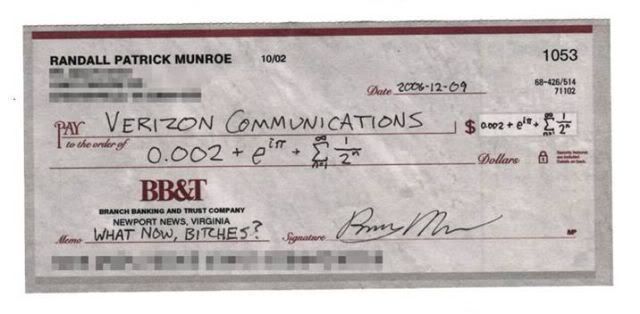 RANDALL PATRICK MUNROE 10/02 1053
68-426/514
71102
Date 2006-12-09
PAY to the order of VERIZON COMMUNICATIONS $ 0.002 + e^{iπ} + ∑_{n=1}^{∞} 1/2^n
0.002 + e^{iπ} + ∑_{n=1}^{∞} 1/2^n Dollars
BB&T
BRANCH BANKING AND TRUST COMPANY
NEWPORT NEWS, VIRGINIA
Memo WHAT NOW, BITCHES? Signature MP